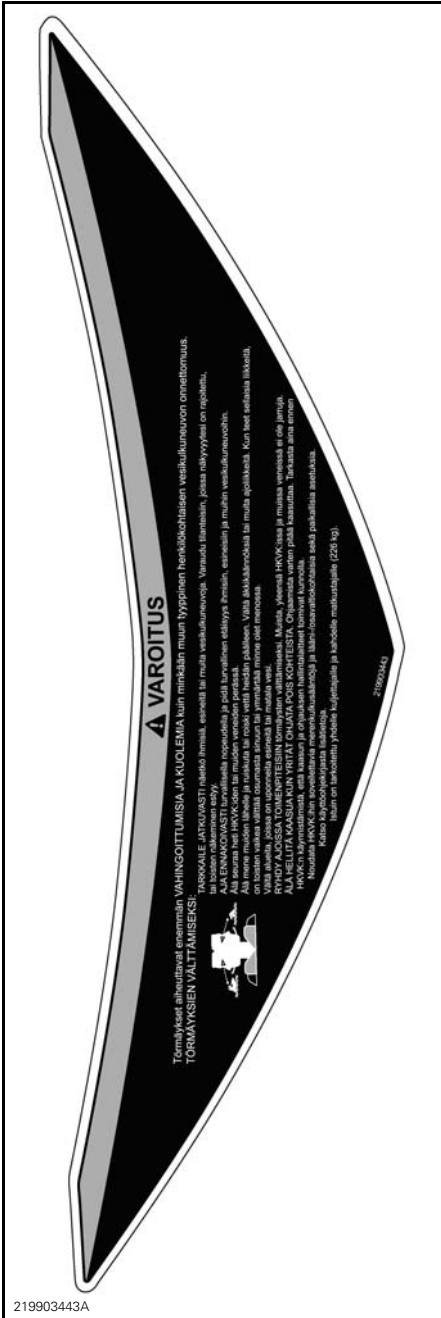 VAROITUS
Törmäykset aiheuttavat enemmän VAHINGOITTUMISIA JA KUOLEMIA kuin minkään muun tyyppinen henkilökohtaisen vesikulkuneuvon onnettomuus.
TÖRMÄYKSIEN VÄLTTÄMISEKSI:
TARKKAILE JATKUVASTI näetkö ihmisiä, esineitä tai muita vesikulkuneuvoja. Varaudu tilanteisiin, joissa näkyvyytesi on rajoitettu,
tai toisten näkeminen estyy.
AJA ENNAKOIVASTI turvallisella nopeudella ja pidä turvallinen etäisyys ihmisiin, esineisiin ja muihin vesikulkuneuvoihin.
Älä seuraa heti HKVK:iden tai muiden veneiden perässä.
Älä mene muiden lähelle ja ruiskuta tai roiski vettä heidän päälleen. Vältä äkkikäännöksiä tai muita ajoliikkeitä. Kun teet sellaisia liikkeitä,
on toisten vaikea välttää osumasta sinuun tai ymmärtää minne olet menossa.
Vältä alueita, joissa on uponneita esineitä tai matala vesi.
RYHDY AJOISSA TOIMENPITEISIIN törmäysten välttämiseksi. Muista, yleensä HKVK:issa ja muissa veneissä ei ole jarruja.
ÄLÄ HELLITÄ KAASUA KUN YRITÄT OHJATA POIS KOHTEISTA. Ohjaamista varten pitää kaasuttaa. Tarkasta aina ennen
HKVK:n käynnistämistä, että kaasun ja ohjauksen hallintalaitteet toimivat kunnolla.
Noudata HKVK:ihin sovellettavia merenkulkusääntöjä ja lääni-/osavaltiokohtaisia sekä paikallisia asetuksia.
Katso käyttöohjekirjasta lisätietoja.
Istuin on tarkoitettu yhdelle kuljettajalle ja kahdelle matkustajalle (226 kg).
219903443
219903443A